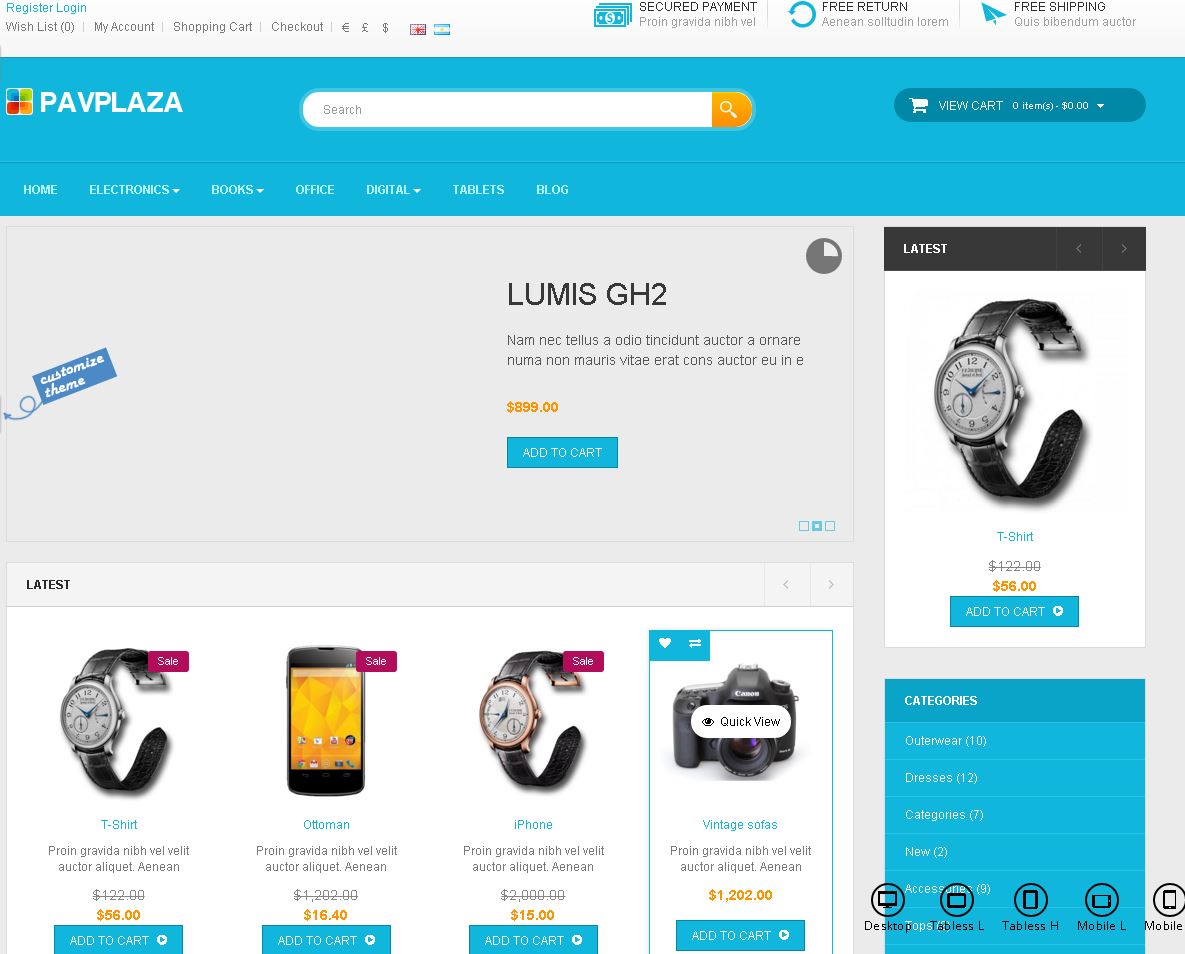 Register Login
Wish List (0) My Account Shopping Cart Checkout € £ $
SECURED PAYMENT
Proin gravida nibh vel
FREE RETURN
Aenean solltudin lorem
FREE SHIPPING
Quis bibendum auctor
PAVPLAZA
Search
VIEW CART 0 item(s) - $0.00
HOME ELECTRONICS BOOKS OFFICE DIGITAL TABLETS BLOG
customize
theme
LUMIS GH2
Nam nec tellus a odio tincidunt auctor a ornare
numa non mauris vitae erat cons auctor eu in e
$899.00
ADD TO CART
LATEST
T-Shirt
$122.00
$56.00
ADD TO CART
LATEST
Sale
T-Shirt
Proin gravida nibh vel velit
auctor aliquet. Aenean
$122.00
$56.00
ADD TO CART
Sale
Ottoman
Proin gravida nibh vel velit
auctor aliquet. Aenean
$1,202.00
$16.40
ADD TO CART
Sale
iPhone
Proin gravida nibh vel velit
auctor aliquet. Aenean
$2,000.00
$15.00
ADD TO CART
Canon
Quick View
Vintage sofas
Proin gravida nibh vel velit
auctor aliquet. Aenean
$1,202.00
ADD TO CART
CATEGORIES
Outerwear (10)
Dresses (12)
Categories (7)
New (2)
Accessories (9)
Tops
Desktop Tabless L Tabless H Mobile L Mobile